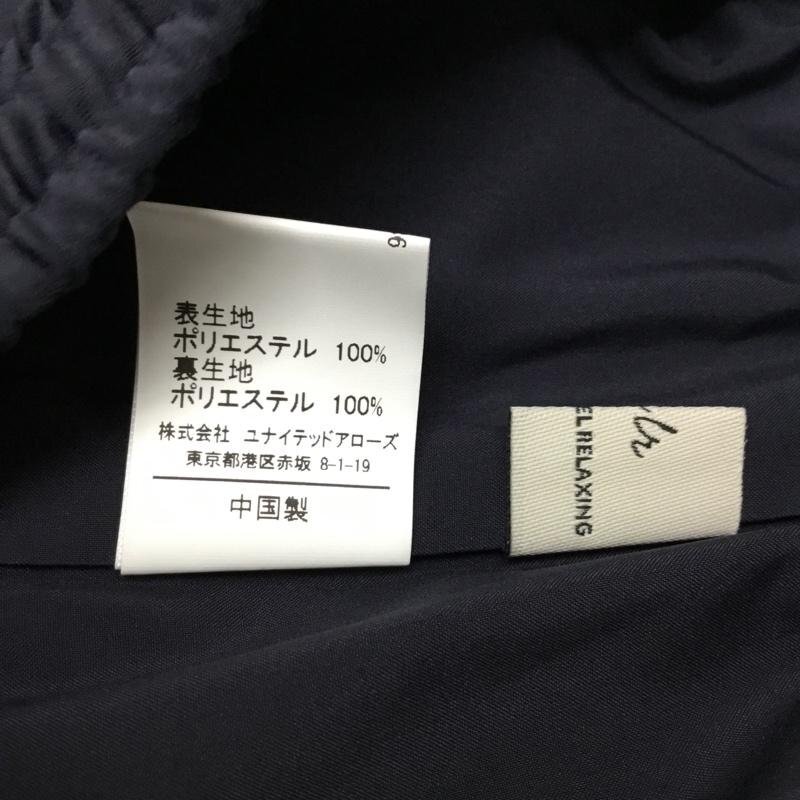 表生地
ポリエステル 100%
裏生地
ポリエステル 100%
株式会社 ユナイテッドアローズ
東京都港区赤坂 8-1-19
中国製
EL RELAXING